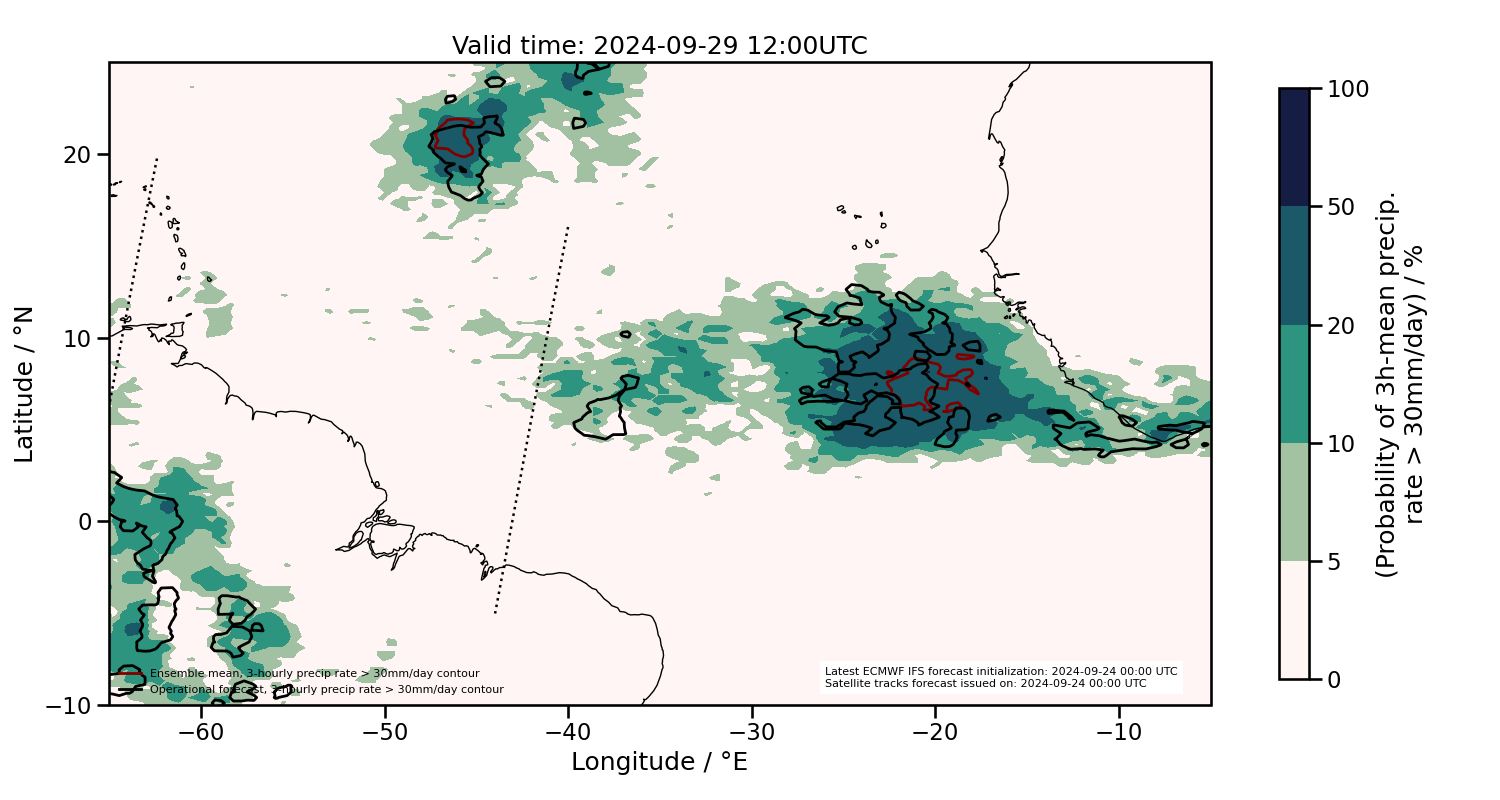 Valid time: 2024-09-29 12:00UTC
Latitude / °N
20
10
0
−10
−60
−50
−40
−30
−20
−10
Longitude / °E
Ensemble mean, 3-hourly precip rate > 30mm/day contour
Operational forecast, 3-hourly precip rate > 30mm/day contour
Latest ECMWF IFS forecast initialization: 2024-09-24 00:00 UTC
Satellite tracks forecast issued on: 2024-09-24 00:00 UTC
100
50
20
10
5
0
(Probability of 3h-mean precip.
rate > 30mm/day) / %